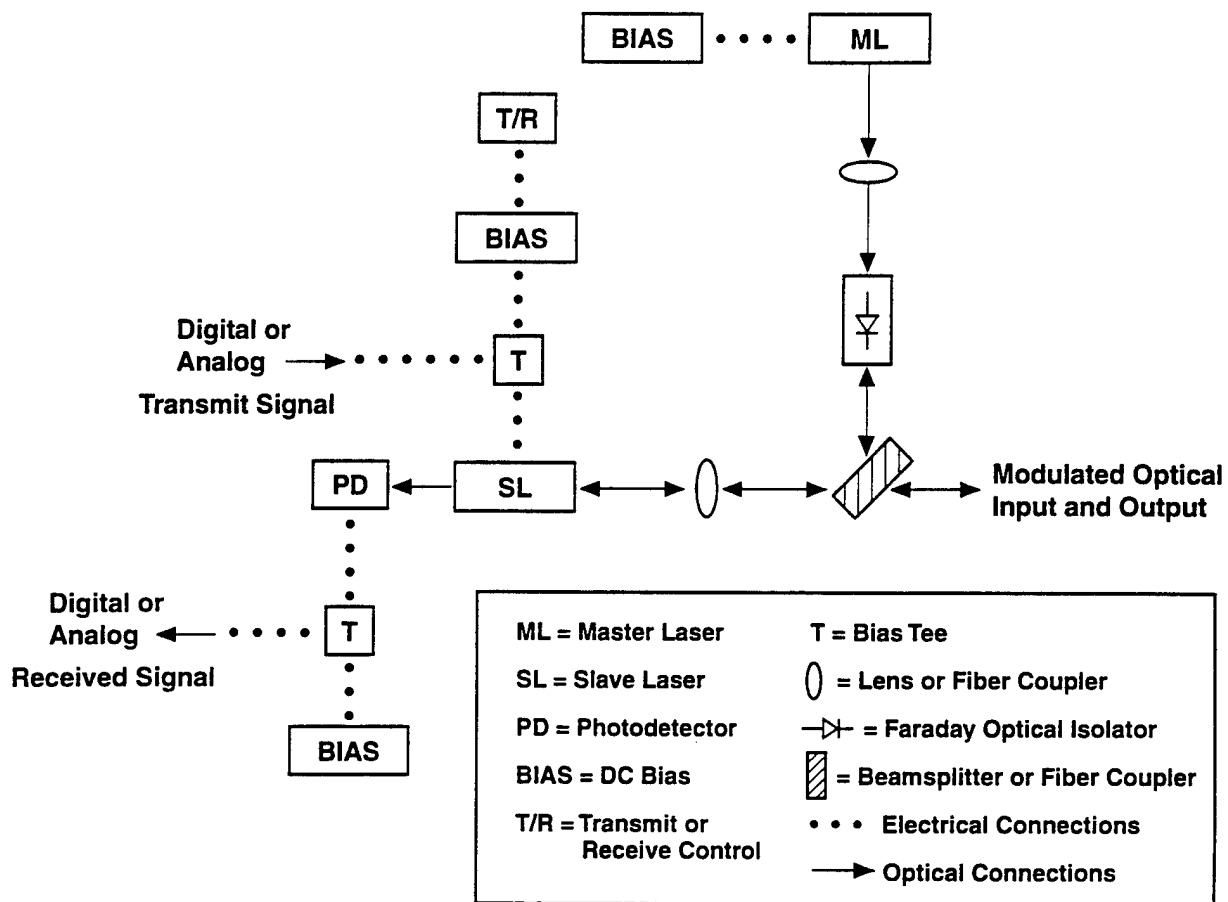 BIAS
ML
T/R
BIAS
Digital or
Analog
T
Transmit Signal
PD
SL
Modulated Optical
Input and Output
Digital or
Analog
T
Received Signal
BIAS
ML = Master Laser
SL = Slave Laser
PD = Photodetector
BIAS = DC Bias
T/R = Transmit or
Receive Control
T = Bias Tee
= Lens or Fiber Coupler
= Faraday Optical Isolator
= Beamsplitter or Fiber Coupler
Electrical Connections
Optical Connections